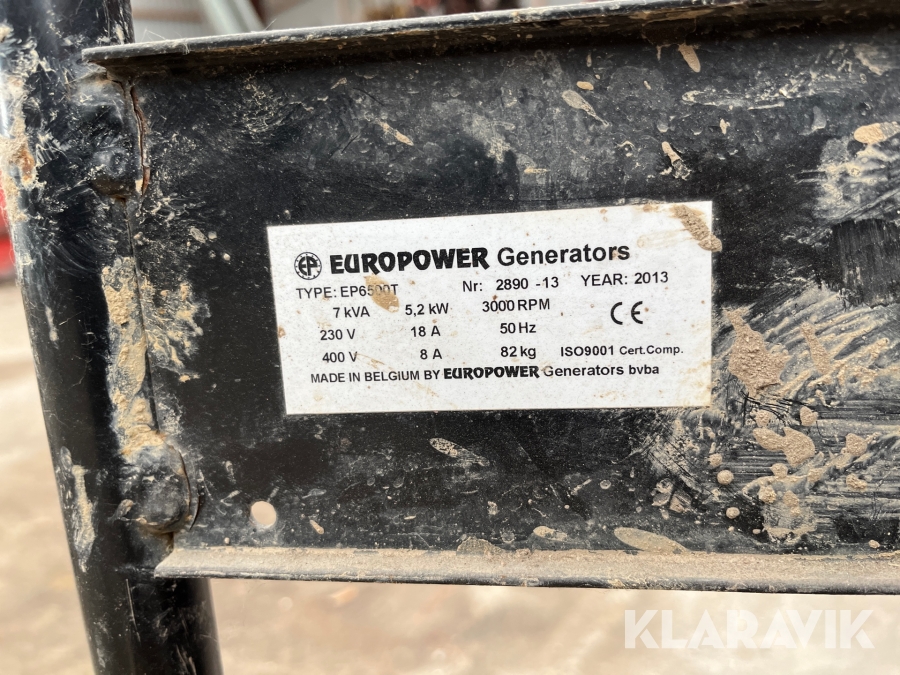 EP EUROPOWER Generators
TYPE: EP6500T Nr: 2890 -13 YEAR: 2013
7 kVA 5,2 kW 3000 RPM
230 V 18 A 50 Hz CE
400 V 8 A 82 kg ISO9001 Cert.Comp.
MADE IN BELGIUM BY EUROPOWER Generators bvba
KLARAVIK